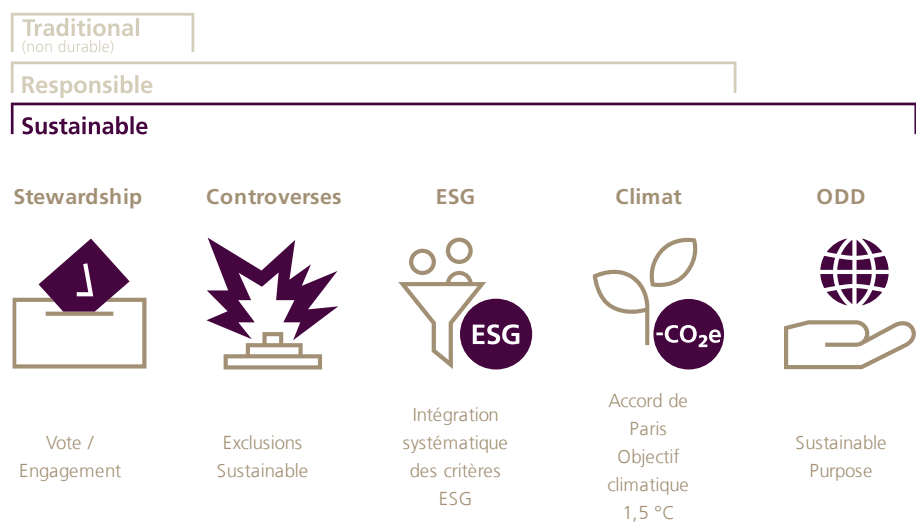 Traditional
(non durable)
Responsible
Sustainable
Stewardship
Controverses
ESG
Climat
ODD
ESG
-CO₂e
Vote /
Engagement
Exclusions
Sustainable
Intégration
systématique
des critères
ESG
Accord de
Paris
Objectif
climatique
1,5 °C
Sustainable
Purpose